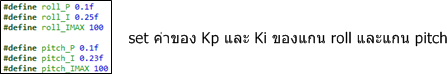 #define roll_P 0.1f
#define roll_I 0.25f
#define roll_IMAX 100
#define pitch_P 0.1f
#define pitch_I 0.23f
#define pitch_IMAX 100
set ค่าของ Kp และ Ki ของแกน roll และแกน pitch